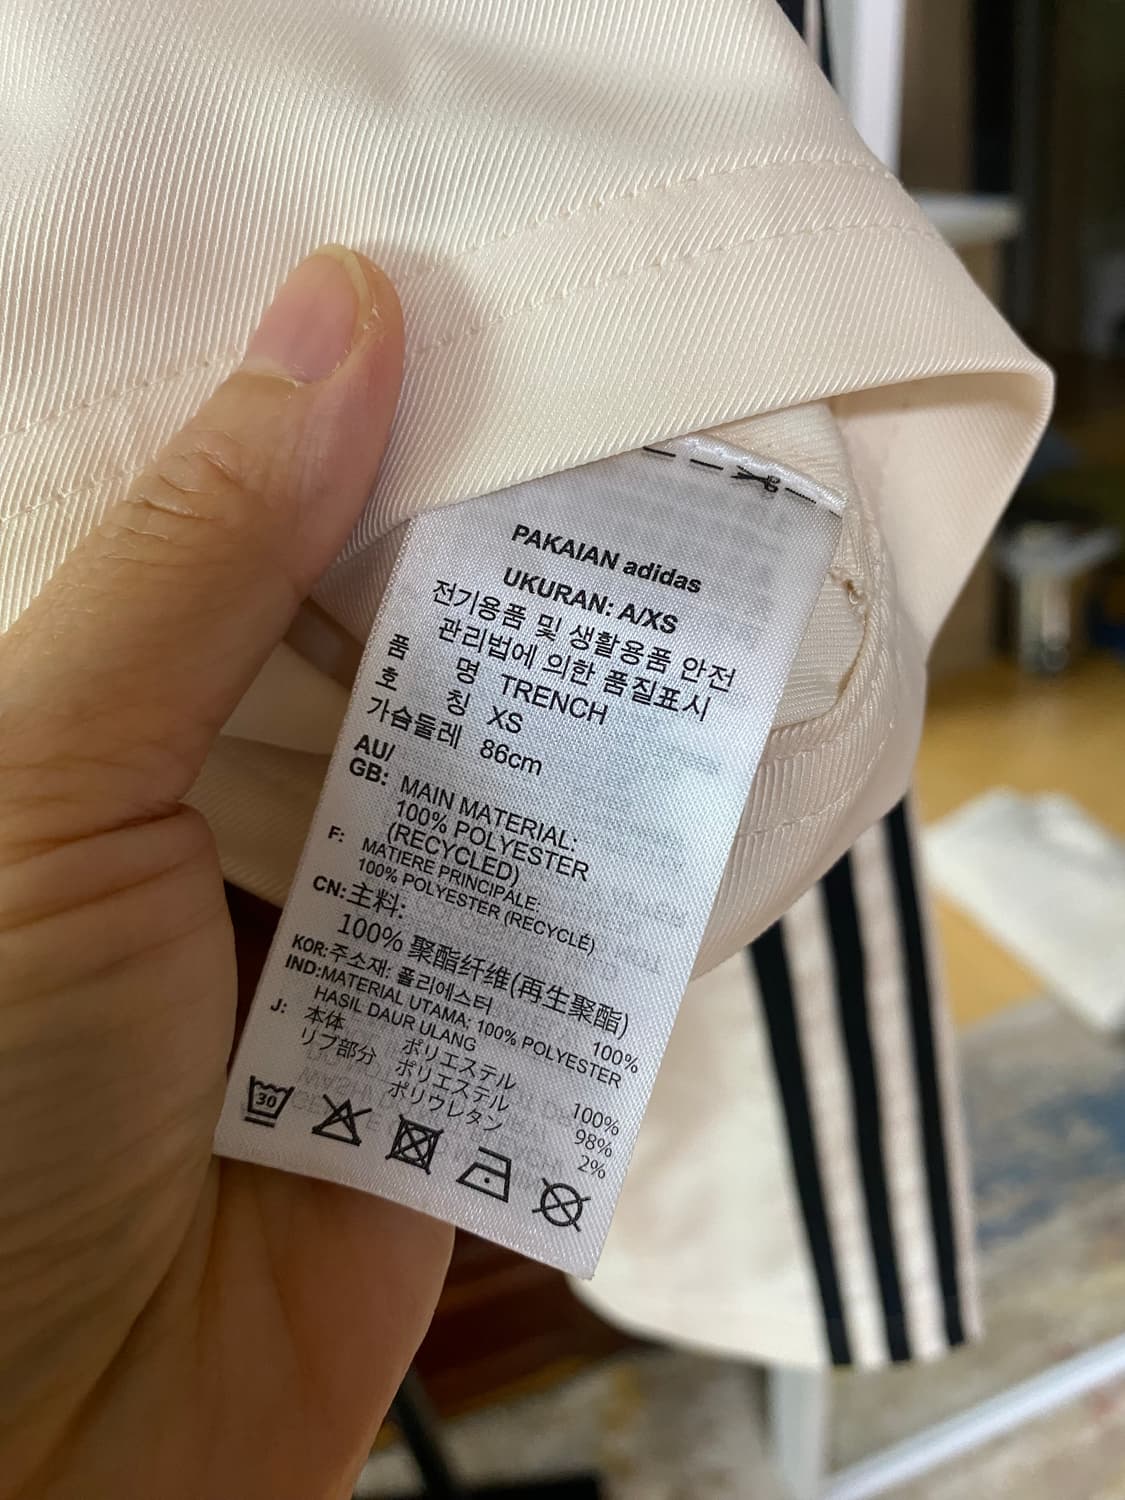 PAKAIAN adidas
UKURAN: A/XS
전기용품 및 생활용품 안전
관리법에 의한 품질표시
품 명 TRENCH
호 칭 XS
가슴둘레 86cm
AU/
GB: MAIN MATERIAL:
100% POLYESTER
(RECYCLED)
F: MATIERE PRINCIPALE:
100% POLYESTER (RECYCLÉ)
CN: 主料:
100% 聚酯纤维(再生聚酯)
KOR: 주소재: 폴리에스터 100%
IND: MATERIAL UTAMA; 100% POLYESTER
HASIL DAUR ULANG
J: 本体 ポリエステル 100%
リブ部分 ポリエステル 98%
ポリウレタン 2%
30